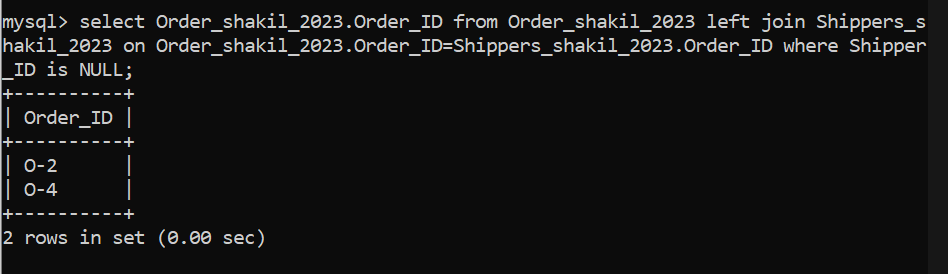 mysql> select Order_shakil_2023.Order_ID from Order_shakil_2023 left join Shippers_s
hakil_2023 on Order_shakil_2023.Order_ID=Shippers_shakil_2023.Order_ID where Shipper
_ID is NULL;
+----------+
| Order_ID |
+----------+
| O-2      |
| O-4      |
+----------+
2 rows in set (0.00 sec)